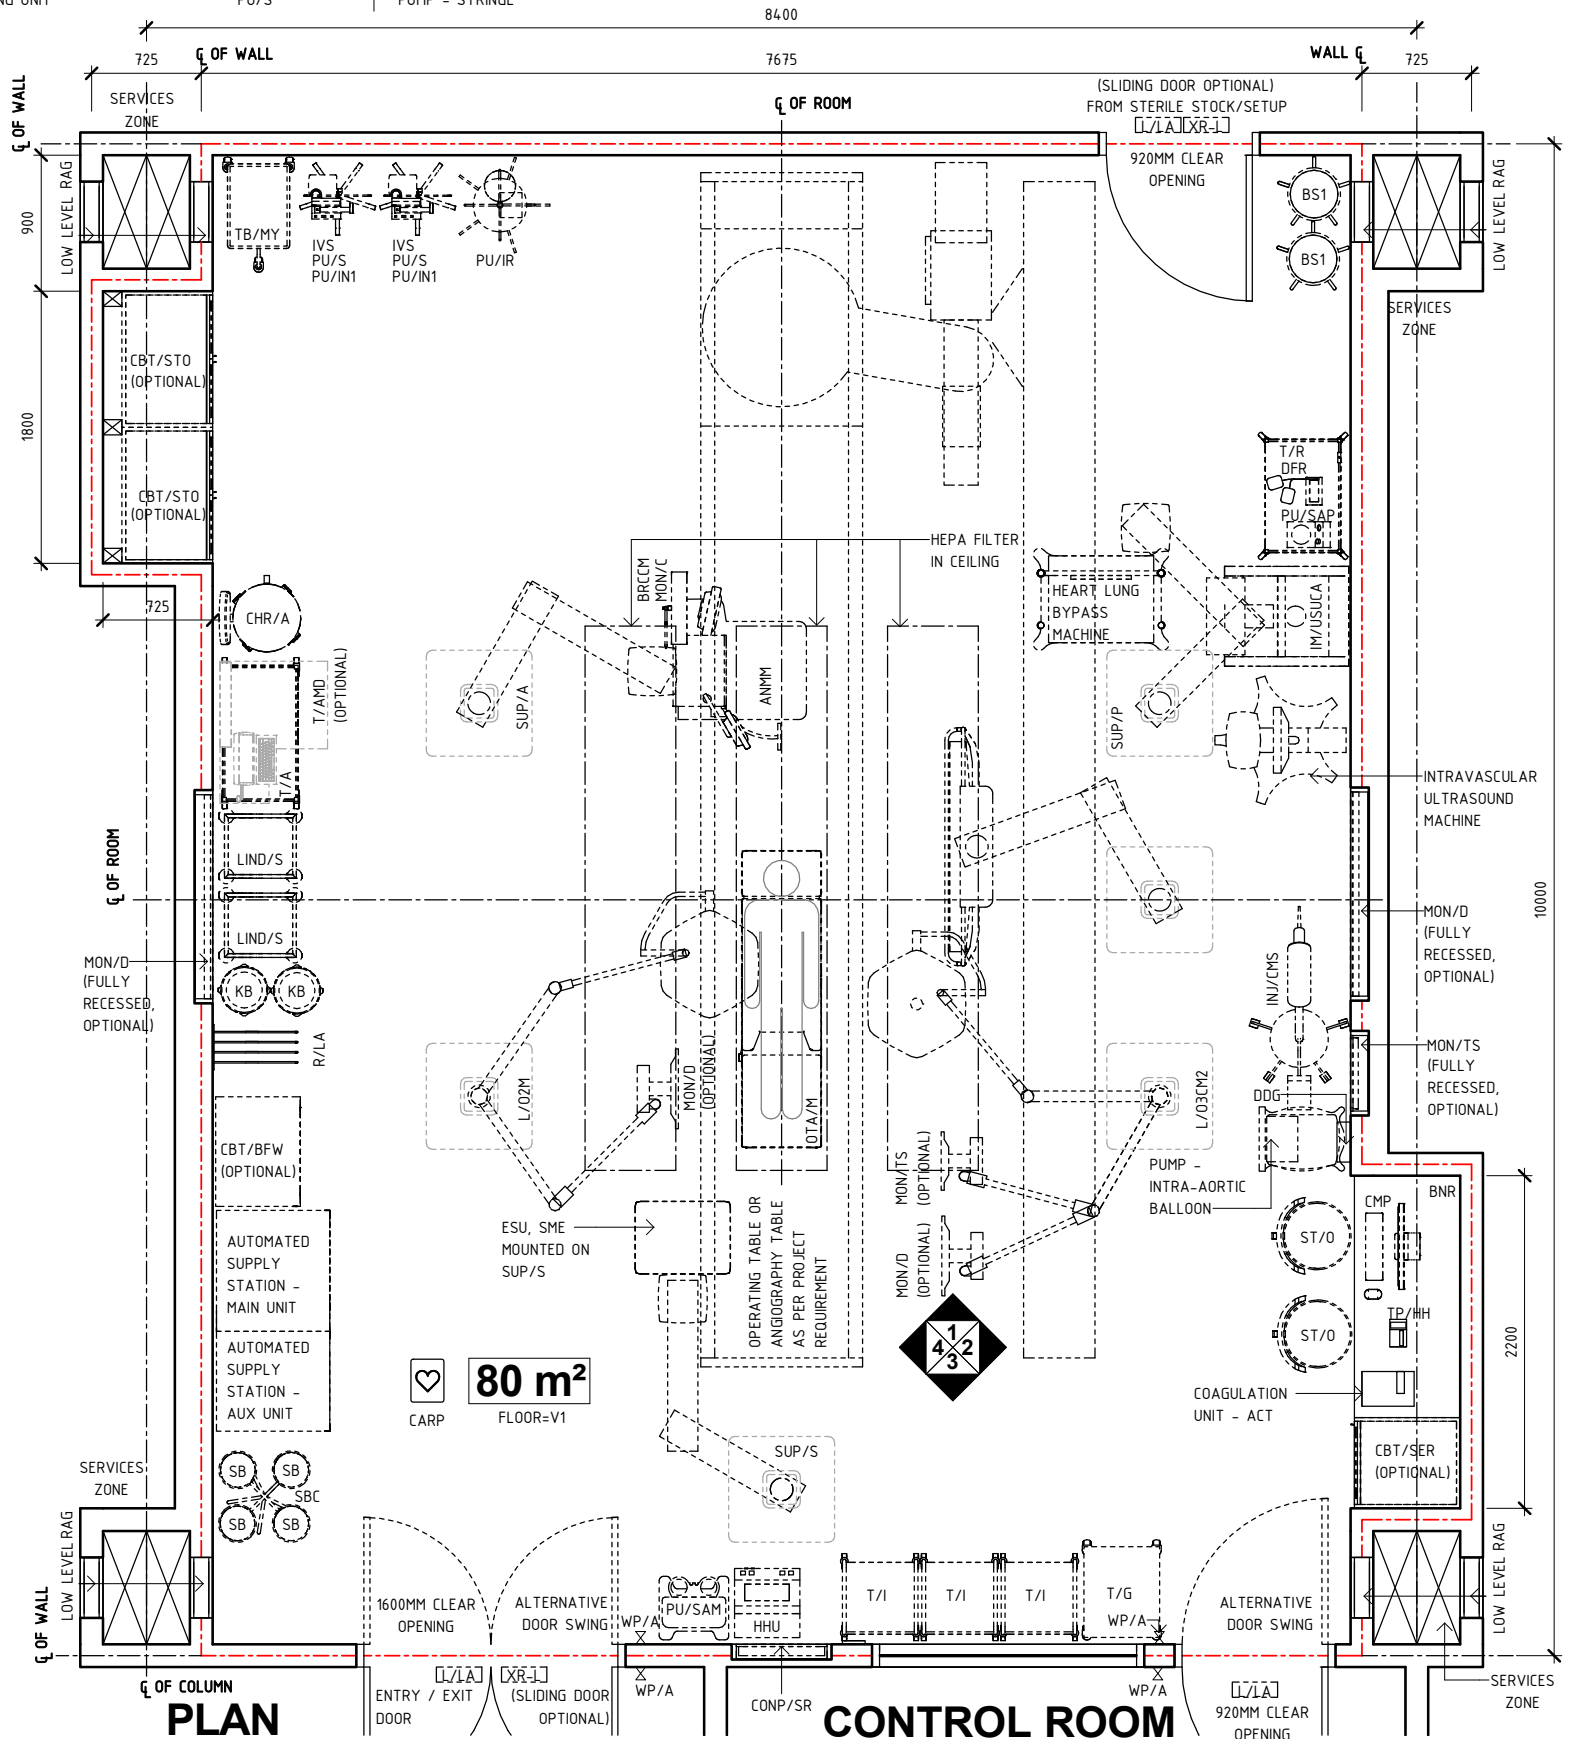 NG UNIT
PU/S
PUMP - SYRINGE
8400
725
℄ OF WALL
7675
WALL ℄
725
SERVICES
ZONE
℄ OF ROOM
(SLIDING DOOR OPTIONAL)
FROM STERILE STOCK/SETUP
L/LA
XR-L
920MM CLEAR
OPENING
℄ OF WALL
LOW LEVEL RAG
900
TB/MY
IVS
PU/S
PU/IN1
IVS
PU/S
PU/IN1
PU/IR
BS1
BS1
LOW LEVEL RAG
SERVICES
ZONE
1800
CBT/STO
(OPTIONAL)
CBT/STO
(OPTIONAL)
T/R
DFR
PU/SAP
HEPA FILTER
IN CEILING
BRCCM
MON/C
HEART LUNG
BYPASS
MACHINE
IM/USUCA
725
CHR/A
T/AMD
(OPTIONAL)
T/A
SUP/A
ANMM
SUP/P
INTRAVASCULAR
ULTRASOUND
MACHINE
℄ OF ROOM
LIND/S
LIND/S
10000
MON/D
(FULLY
RECESSED,
OPTIONAL)
KB
KB
R/LA
INJ/CMS
MON/D
(FULLY
RECESSED,
OPTIONAL)
MON/TS
(FULLY
RECESSED,
OPTIONAL)
L/O2M
MON/D
(OPTIONAL)
OTA/M
L/O3CM2
DDG
CBT/BFW
(OPTIONAL)
MON/TS
(OPTIONAL)
PUMP -
INTRA-AORTIC
BALLOON
BNR
CMP
AUTOMATED
SUPPLY
STATION -
MAIN UNIT
ESU, SME
MOUNTED ON
SUP/S
OPERATING TABLE OR
ANGIOGRAPHY TABLE
AS PER PROJECT
REQUIREMENT
MON/D
(OPTIONAL)
ST/O
TP/HH
ST/O
2200
AUTOMATED
SUPPLY
STATION -
AUX UNIT
1
4 2
3
CARP
80 m²
FLOOR=V1
COAGULATION
UNIT - ACT
SUP/S
CBT/SER
(OPTIONAL)
SERVICES
ZONE
SB
SB
SBC
SB
SB
LOW LEVEL RAG
LOW LEVEL RAG
℄ OF WALL
1600MM CLEAR
OPENING
ALTERNATIVE
DOOR SWING
WP/A
PU/SAM
HHU
T/I
T/I
T/I
T/G
WP/A
ALTERNATIVE
DOOR SWING
℄ OF COLUMN
L/LA
XR-L
ENTRY / EXIT
DOOR
(SLIDING DOOR
OPTIONAL)
WP/A
CONP/SR
WP/A
L/LA
920MM CLEAR
OPENING
SERVICES
ZONE
PLAN
CONTROL ROOM